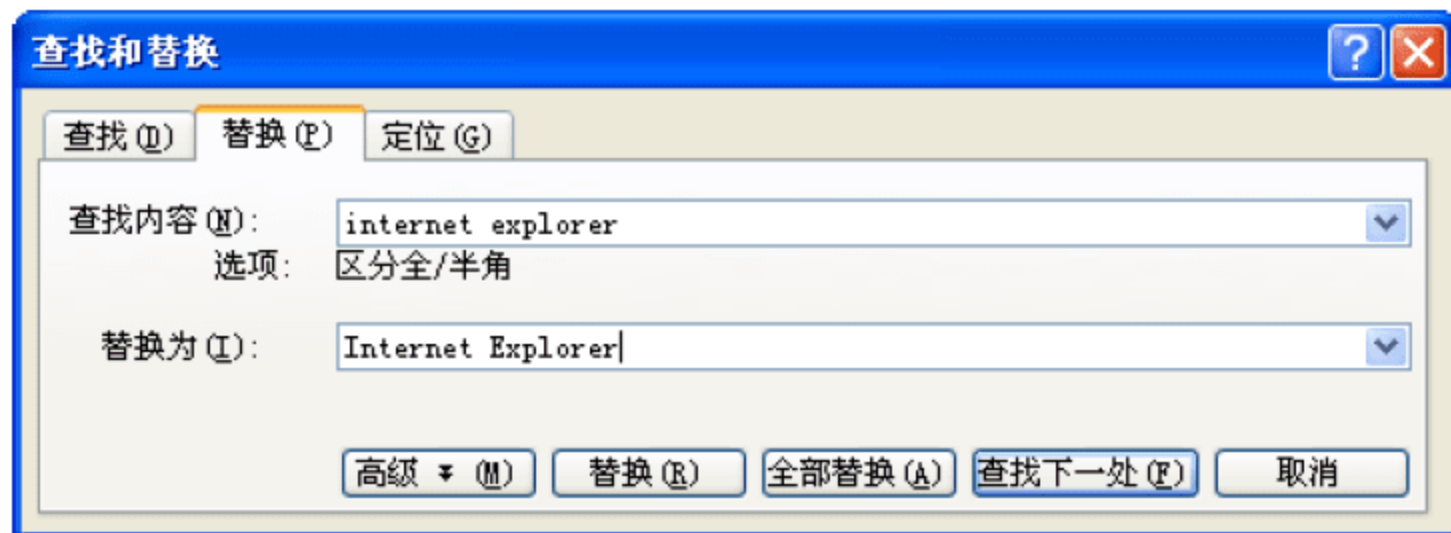 查找和替换
查找(D) 替换(P) 定位(G)
查找内容(N): internet explorer
选项: 区分全/半角
替换为(I): Internet Explorer
高级 (M) 替换(R) 全部替换(A) 查找下一处(F) 取消